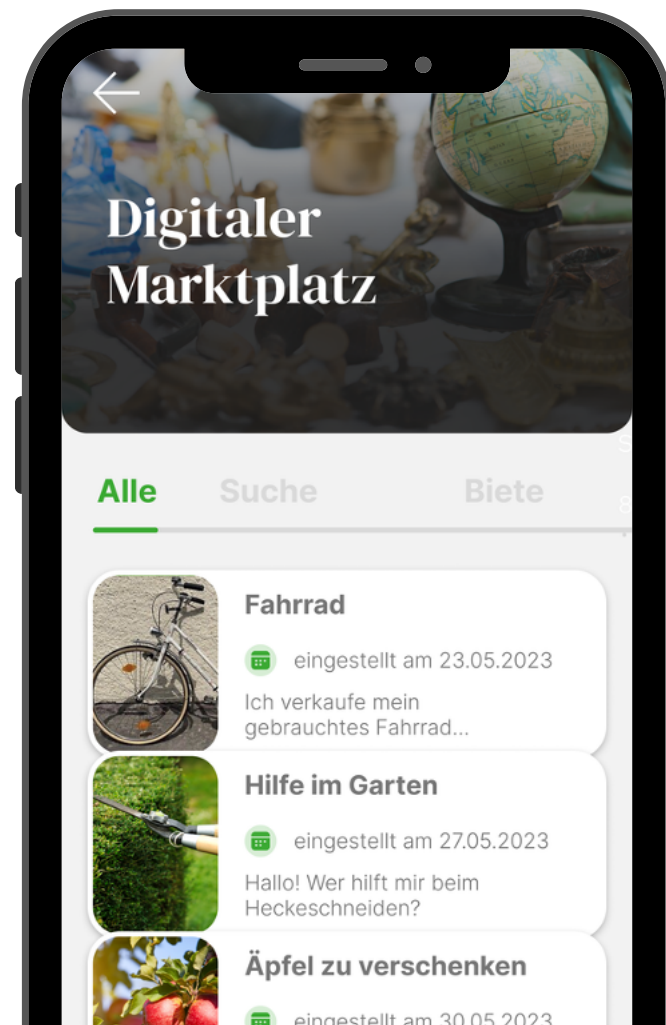 Digitaler
Marktplatz
Alle Suche Biete
Fahrrad
eingestellt am 23.05.2023
Ich verkaufe mein
gebrauchtes Fahrrad...
Hilfe im Garten
eingestellt am 27.05.2023
Hallo! Wer hilft mir beim
Heckeschneiden?
Äpfel zu verschenken
eingestellt am 30.05.2023